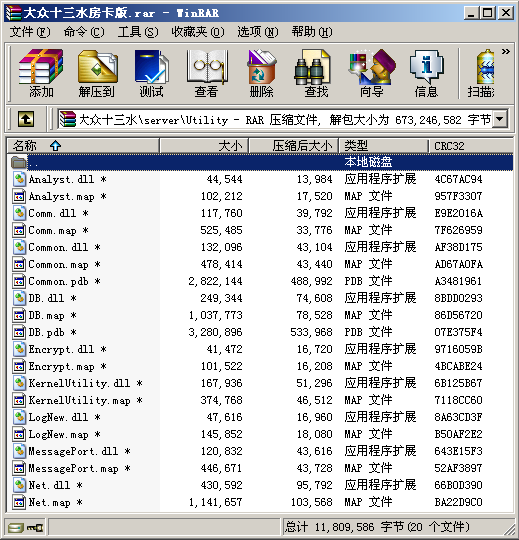 大众十三水房卡版.rar - WinRAR
文件(F) 命令(C) 工具(S) 收藏夹(O) 选项(N) 帮助(H)
添加 解压到 测试 查看 删除 查找 向导 信息 扫描 »
大众十三水\server\Utility - RAR 压缩文件, 解包大小为 673,246,582 字节
名称 大小 压缩后大小 类型 CRC32
.. 本地磁盘
Analyst.dll * 44,544 13,984 应用程序扩展 4C67AC94
Analyst.map * 102,212 17,520 MAP 文件 957F3307
Comm.dll * 117,760 39,792 应用程序扩展 E9E2016A
Comm.map * 525,485 33,776 MAP 文件 7F626959
Common.dll * 132,096 43,104 应用程序扩展 AF38D175
Common.map * 478,414 43,440 MAP 文件 AD67A0FA
Common.pdb * 2,822,144 488,992 PDB 文件 A3481961
DB.dll * 249,344 74,608 应用程序扩展 8BDD0293
DB.map * 1,037,773 78,528 MAP 文件 86D56720
DB.pdb * 3,280,896 533,968 PDB 文件 07E375F4
Encrypt.dll * 41,472 16,720 应用程序扩展 9716059B
Encrypt.map * 101,522 16,208 MAP 文件 4BCABE24
KernelUtility.dll * 167,936 51,296 应用程序扩展 6B125B67
KernelUtility.map * 374,768 46,512 MAP 文件 7118CC60
LogNew.dll * 47,616 16,960 应用程序扩展 8A63CD3F
LogNew.map * 145,852 18,080 MAP 文件 B50AF2E2
MessagePort.dll * 120,832 43,616 应用程序扩展 643E15F3
MessagePort.map * 446,671 43,728 MAP 文件 52AF3897
Net.dll * 430,592 95,792 应用程序扩展 66B0D390
Net.map * 1,141,657 103,568 MAP 文件 BA22D9C0
总计 11,809,586 字节(20 个文件)